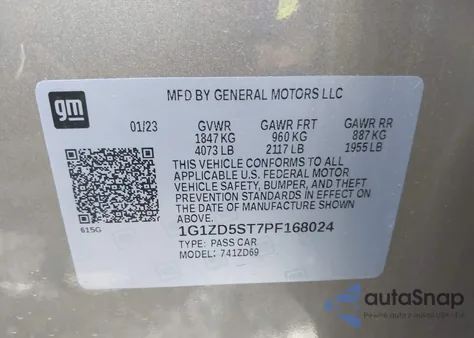 gm
MFD BY GENERAL MOTORS LLC
01/23 GVWR GAWR FRT GAWR RR
1847 KG 960 KG 887 KG
4073 LB 2117 LB 1955 LB
THIS VEHICLE CONFORMS TO ALL
APPLICABLE U.S. FEDERAL MOTOR
VEHICLE SAFETY, BUMPER, AND THEFT
PREVENTION STANDARDS IN EFFECT ON
THE DATE OF MANUFACTURE SHOWN
ABOVE.
615G
1G1ZD5ST7PF168024
TYPE: PASS CAR
MODEL: 741ZD69
autoSnap